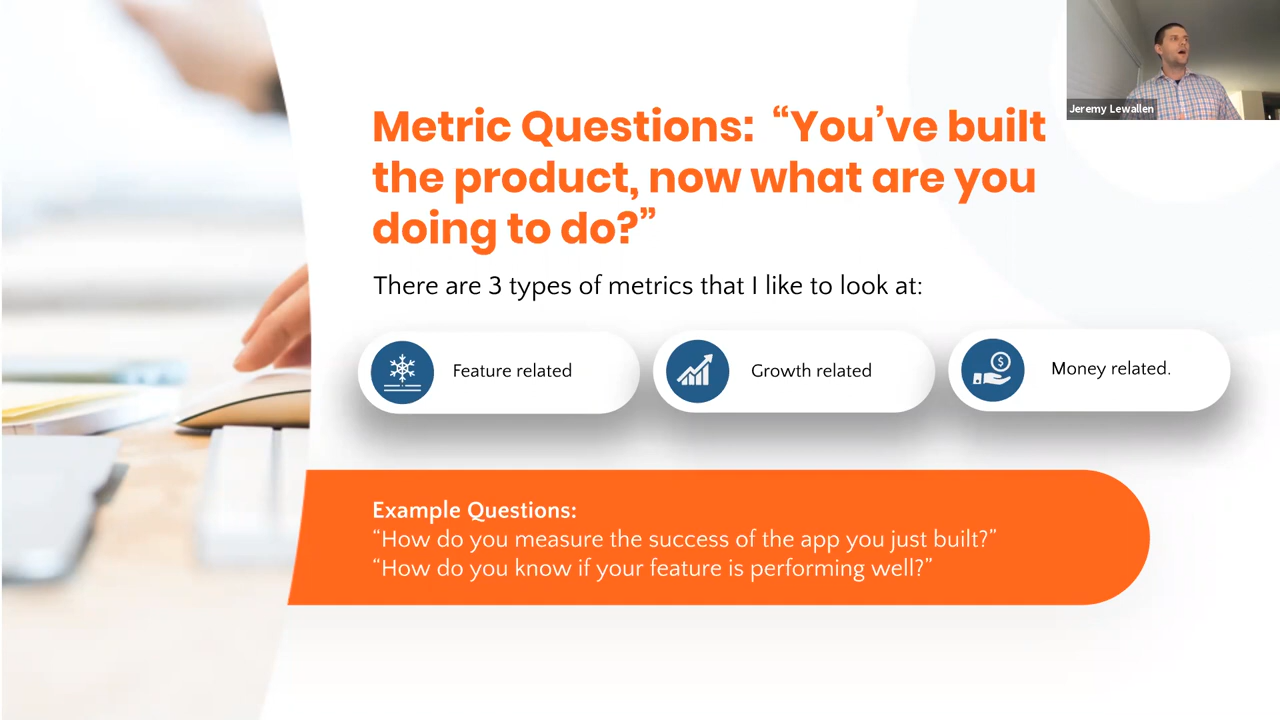 Jeremy Lewallen
Metric Questions: “You’ve built
the product, now what are you
doing to do?”
There are 3 types of metrics that I like to look at:
Feature related
Growth related
Money related.
Example Questions:
“How do you measure the success of the app you just built?”
“How do you know if your feature is performing well?”